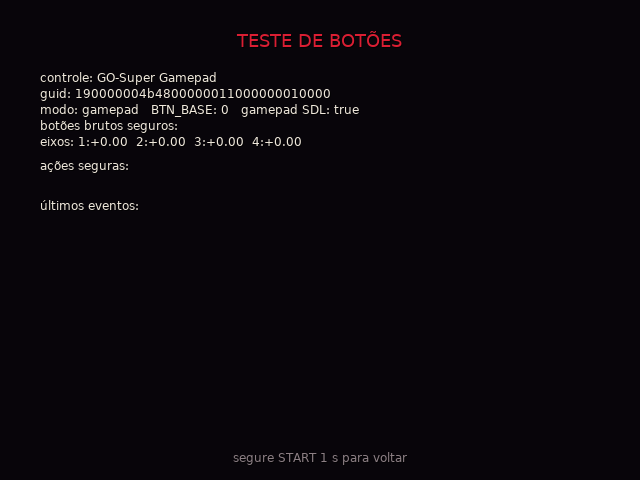 TESTE DE BOTÕES
controle: GO-Super Gamepad
guid: 190000004b4800000011000000010000
modo: gamepad   BTN_BASE: 0   gamepad SDL: true
botões brutos seguros:
eixos: 1:+0.00  2:+0.00  3:+0.00  4:+0.00
ações seguras:
últimos eventos:
segure START 1 s para voltar